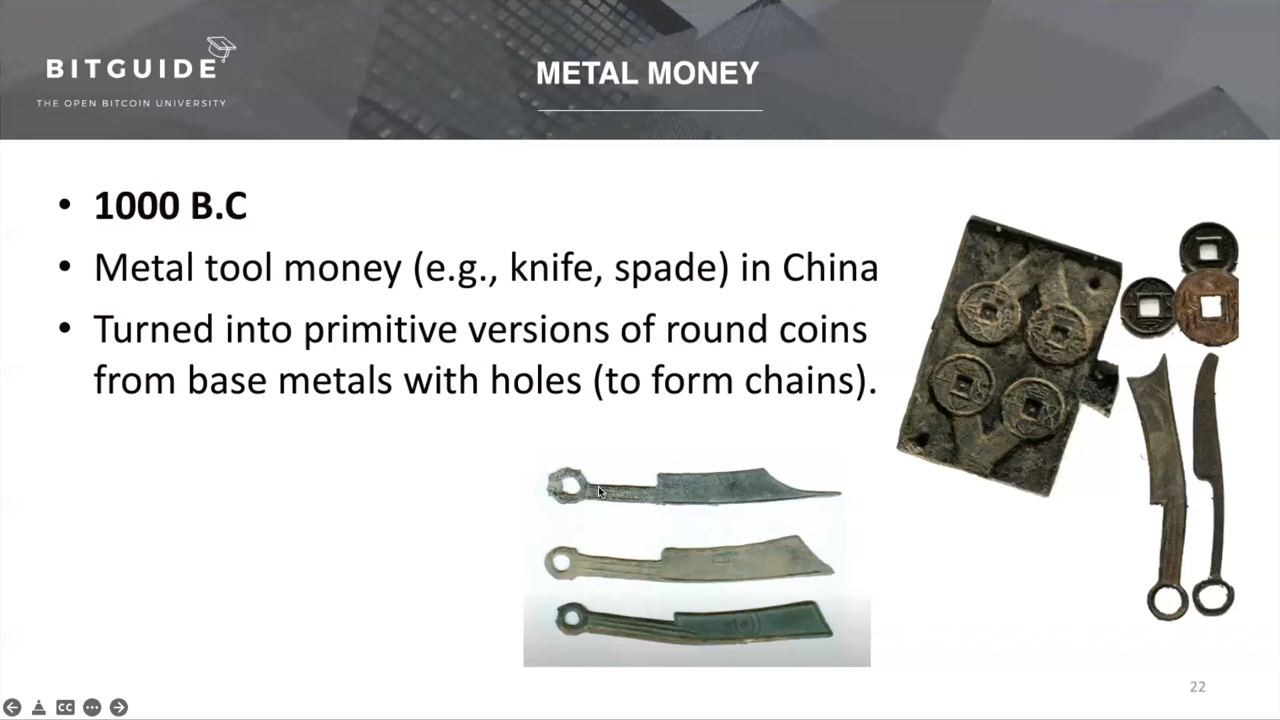 BITGUIDE
THE OPEN BITCOIN UNIVERSITY
METAL MONEY
• 1000 B.C
• Metal tool money (e.g., knife, spade) in China
• Turned into primitive versions of round coins
from base metals with holes (to form chains).
22
CC